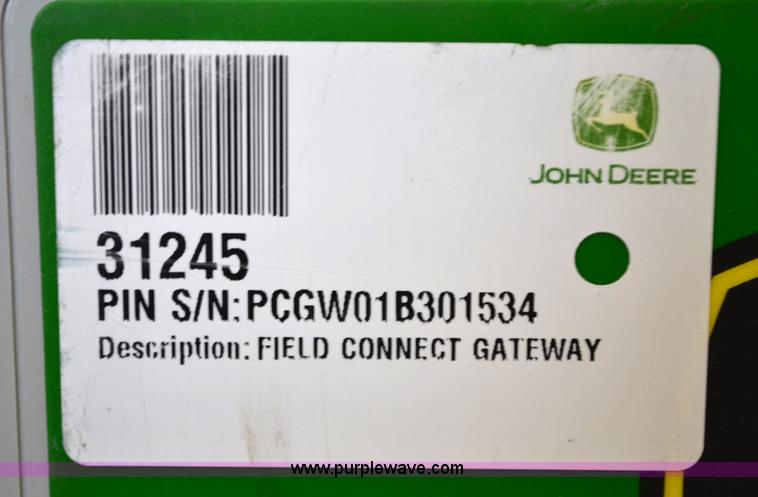 JOHN DEERE
31245
PIN S/N:PCGW01B301534
Description: FIELD CONNECT GATEWAY
www.purplewave.com